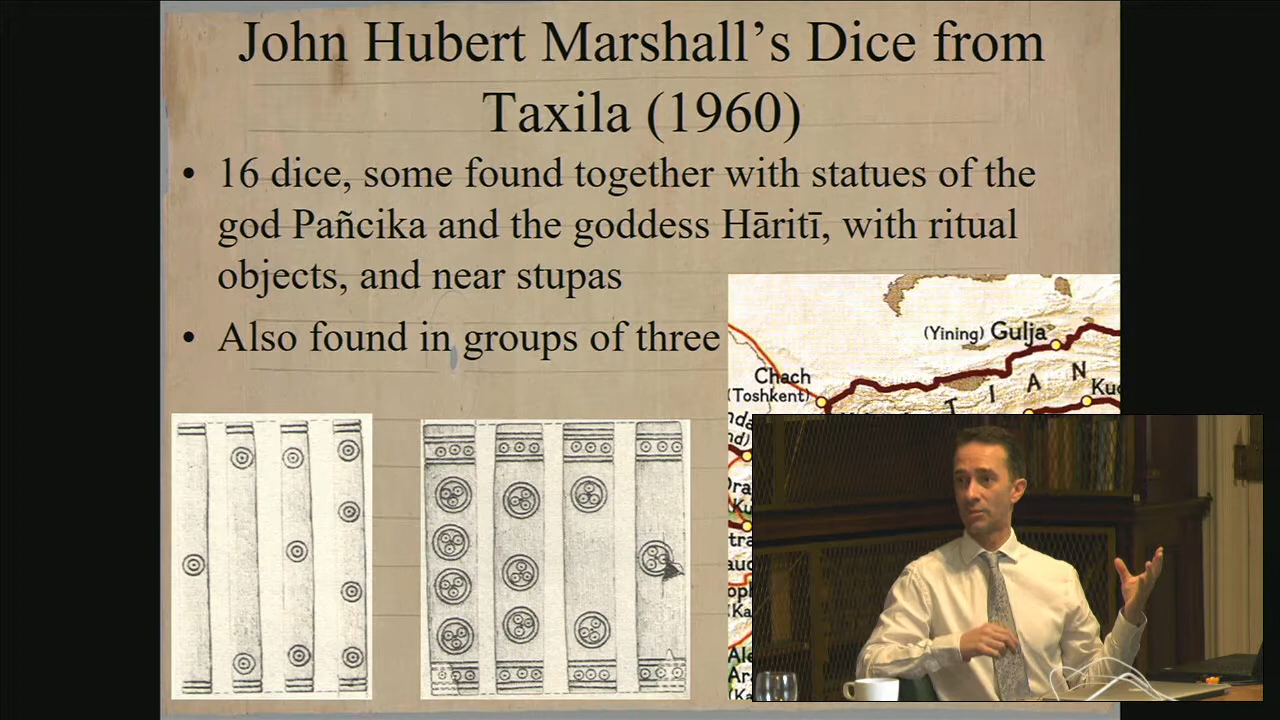 John Hubert Marshall’s Dice from
Taxila (1960)
• 16 dice, some found together with statues of the
god Pañcika and the goddess Hāritī, with ritual
objects, and near stupas
• Also found in groups of three
(Yining) Gulja
Chach
(Toshkent)
T I A N